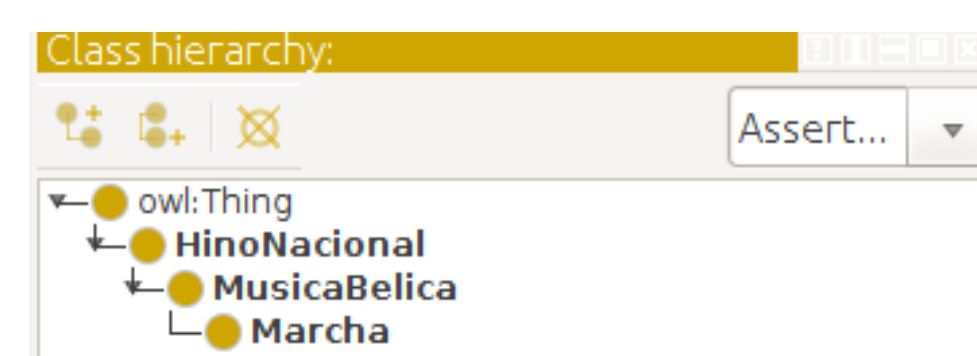 Class hierarchy:
Assert...
owl:Thing
HinoNacional
MusicaBelica
Marcha